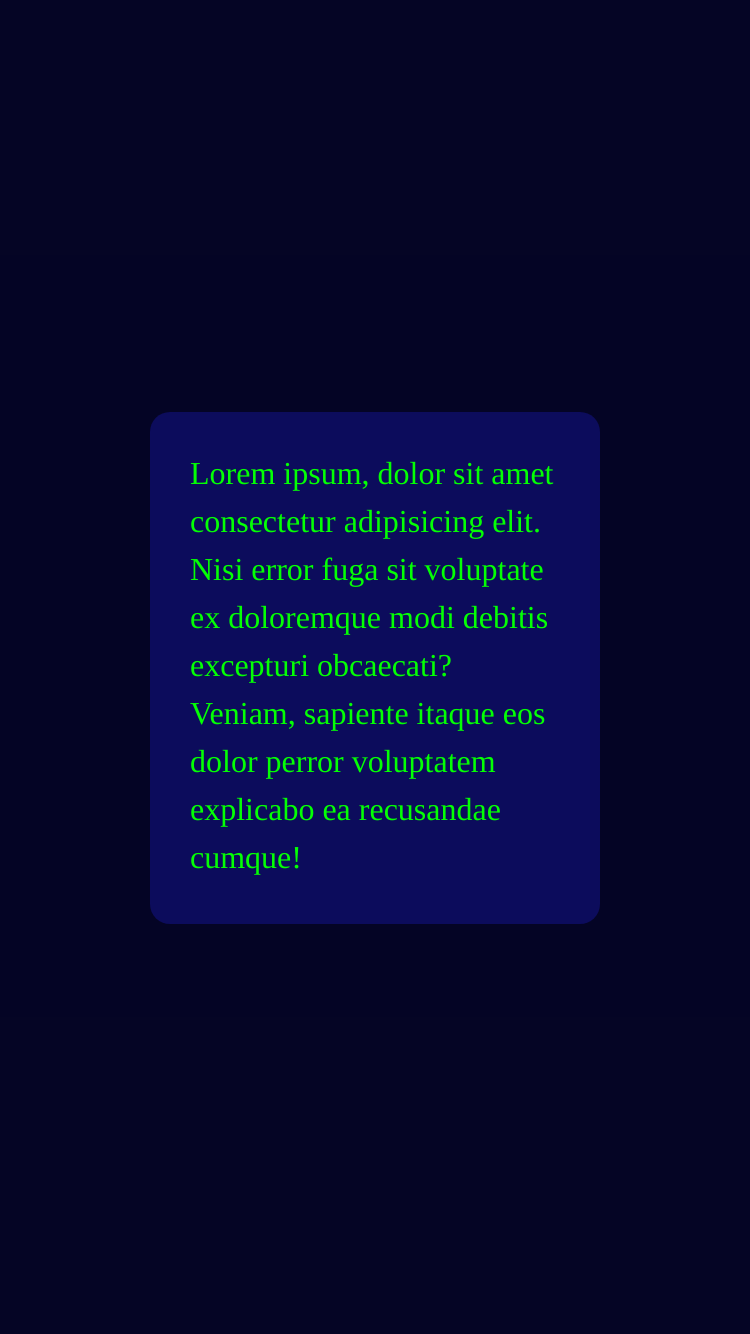 Lorem ipsum, dolor sit amet
consectetur adipisicing elit.
Nisi error fuga sit voluptate
ex doloremque modi debitis
excepturi obcaecati?
Veniam, sapiente itaque eos
dolor perror voluptatem
explicabo ea recusandae
cumque!